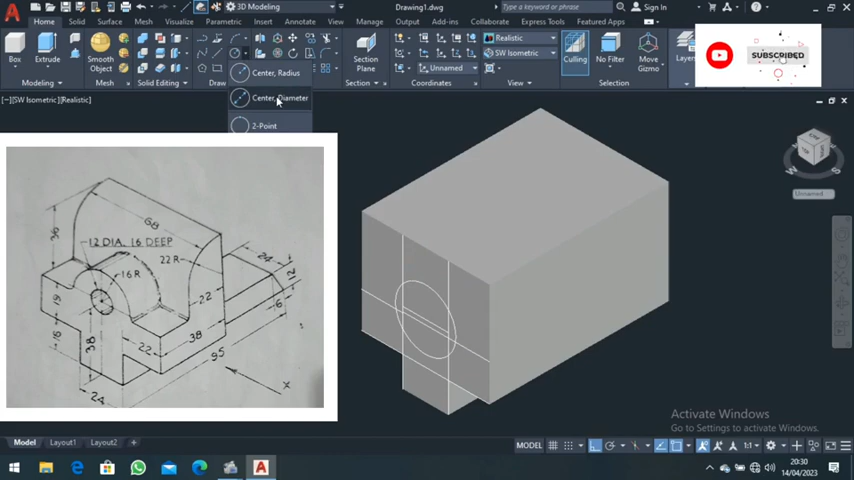 3D Modeling
Drawing1.dwg
Type a keyword or phrase
Sign In
Home
Solid
Surface
Mesh
Visualize
Parametric
Insert
Annotate
View
Manage
Output
Add-ins
Collaborate
Express Tools
Featured Apps
Box
Extrude
Smooth
Object
Modeling
Mesh
Center, Radius
Center, Diameter
2-Point
Section
Plane
Section
Coordinates
Realistic
SW Isometric
Unnamed
View
Culling
No Filter
Move
Gizmo
Selection
Layers
SUBSCRIBED
[−][SW Isometric][Realistic]
Unnamed
68
36
12 DIA, 16 DEEP
16 R
22 R
24
12
19
22
6
16
38
38
22
95
24
X
Activate Windows
Go to Settings to activate Windows.
Model
Layout1
Layout2
MODEL
1:1
20:30
14/04/2023